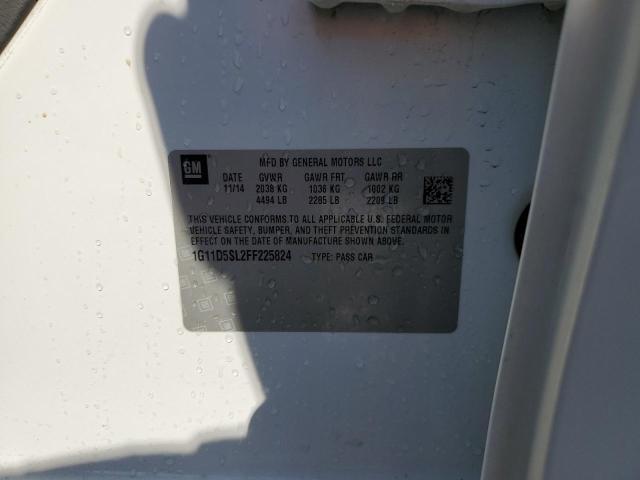 GM
MFD BY GENERAL MOTORS LLC
DATE GVWR GAWR FRT GAWR RR
11/14 2038 KG 1036 KG 1002 KG
4494 LB 2285 LB 2209 LB
THIS VEHICLE CONFORMS TO ALL APPLICABLE U.S. FEDERAL MOTOR
VEHICLE SAFETY, BUMPER, AND THEFT PREVENTION STANDARDS
IN EFFECT ON THE DATE OF MANUFACTURE SHOWN ABOVE.
1G11D5SL2FF225824 TYPE: PASS CAR